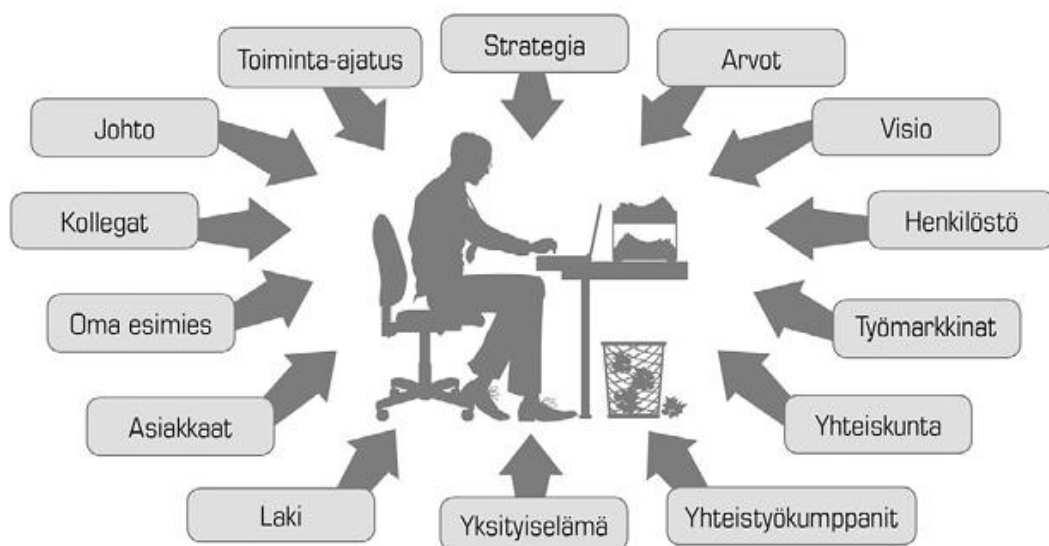 Strategia
Toiminta-ajatus
Arvot
Johto
Visio
Kollegat
Henkilöstö
Oma esimies
Työmarkkinat
Asiakkaat
Yhteiskunta
Laki
Yksityiselämä
Yhteistyökumppanit